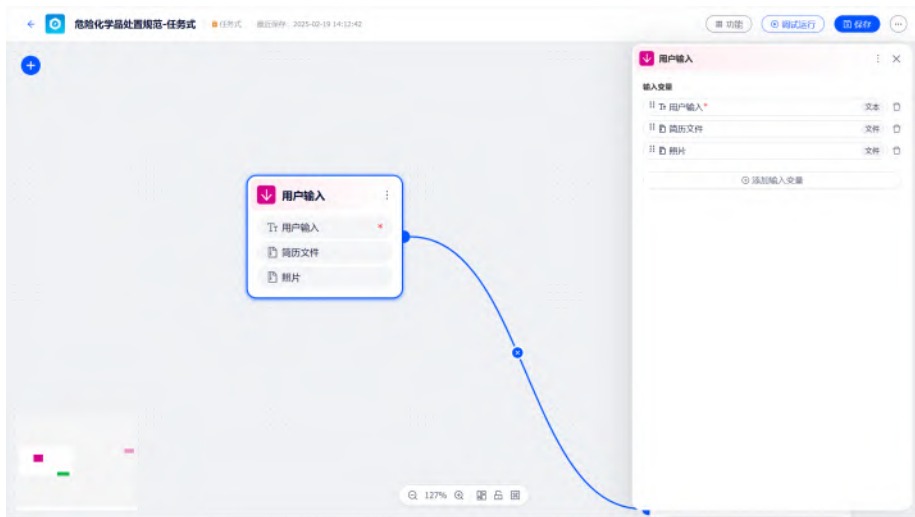 危险化学品处置规范-任务式
任务式
最近保存: 2025-02-19 14:12:42
功能
调试运行
保存
用户输入
输入变量
Tr 用户输入*
文本
简历文件
文件
照片
文件
添加输入变量
用户输入
Tr 用户输入 *
简历文件
照片
127%